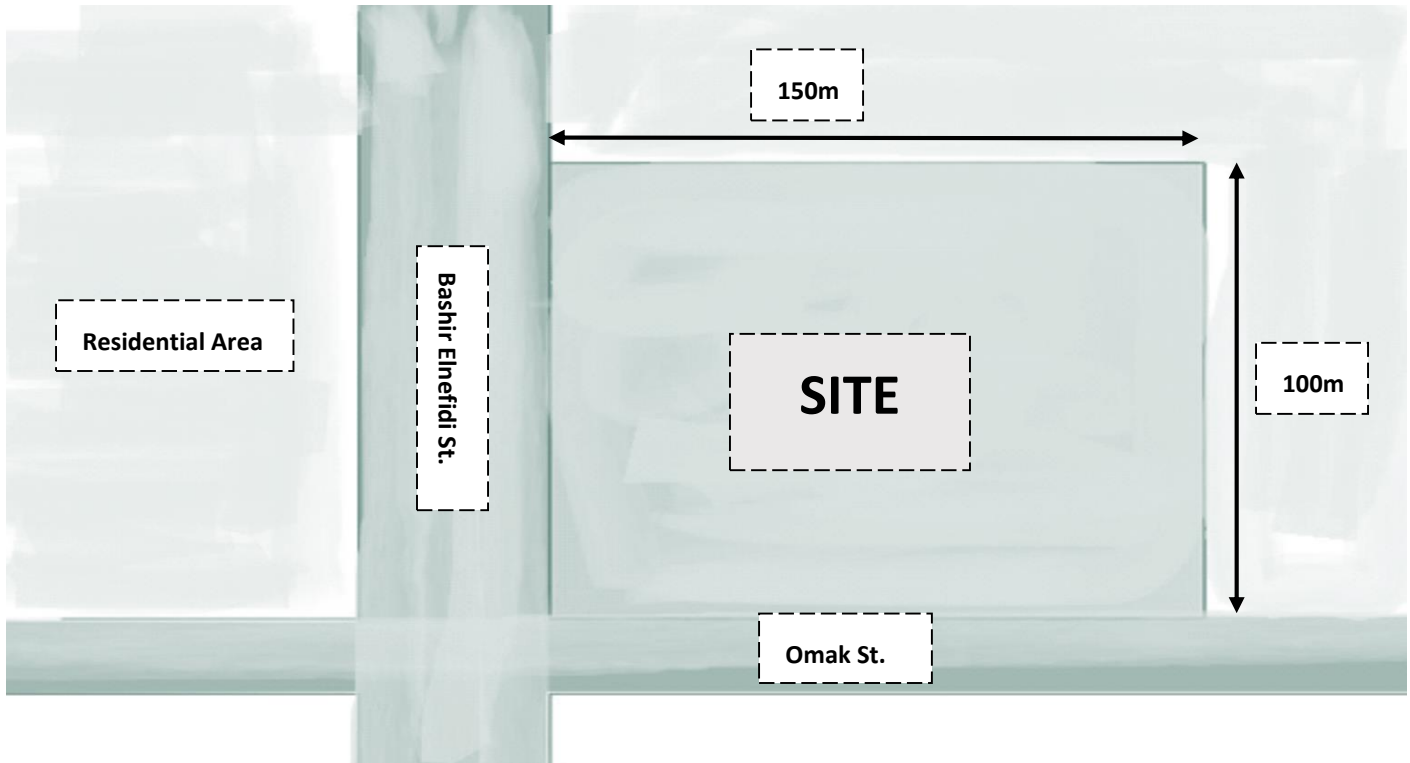 150m
Residential Area
Bashir Elnefidi St.
SITE
100m
Omak St.